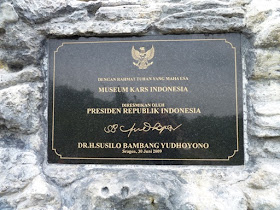 DENGAN RAHMAT TUHAN YANG MAHA ESA
MUSEUM KARS INDONESIA
DIRESMIKAN OLEH
PRESIDEN REPUBLIK INDONESIA
DR.H.SUSILO BAMBANG YUDHOYONO
Sragen, 30 Juni 2009